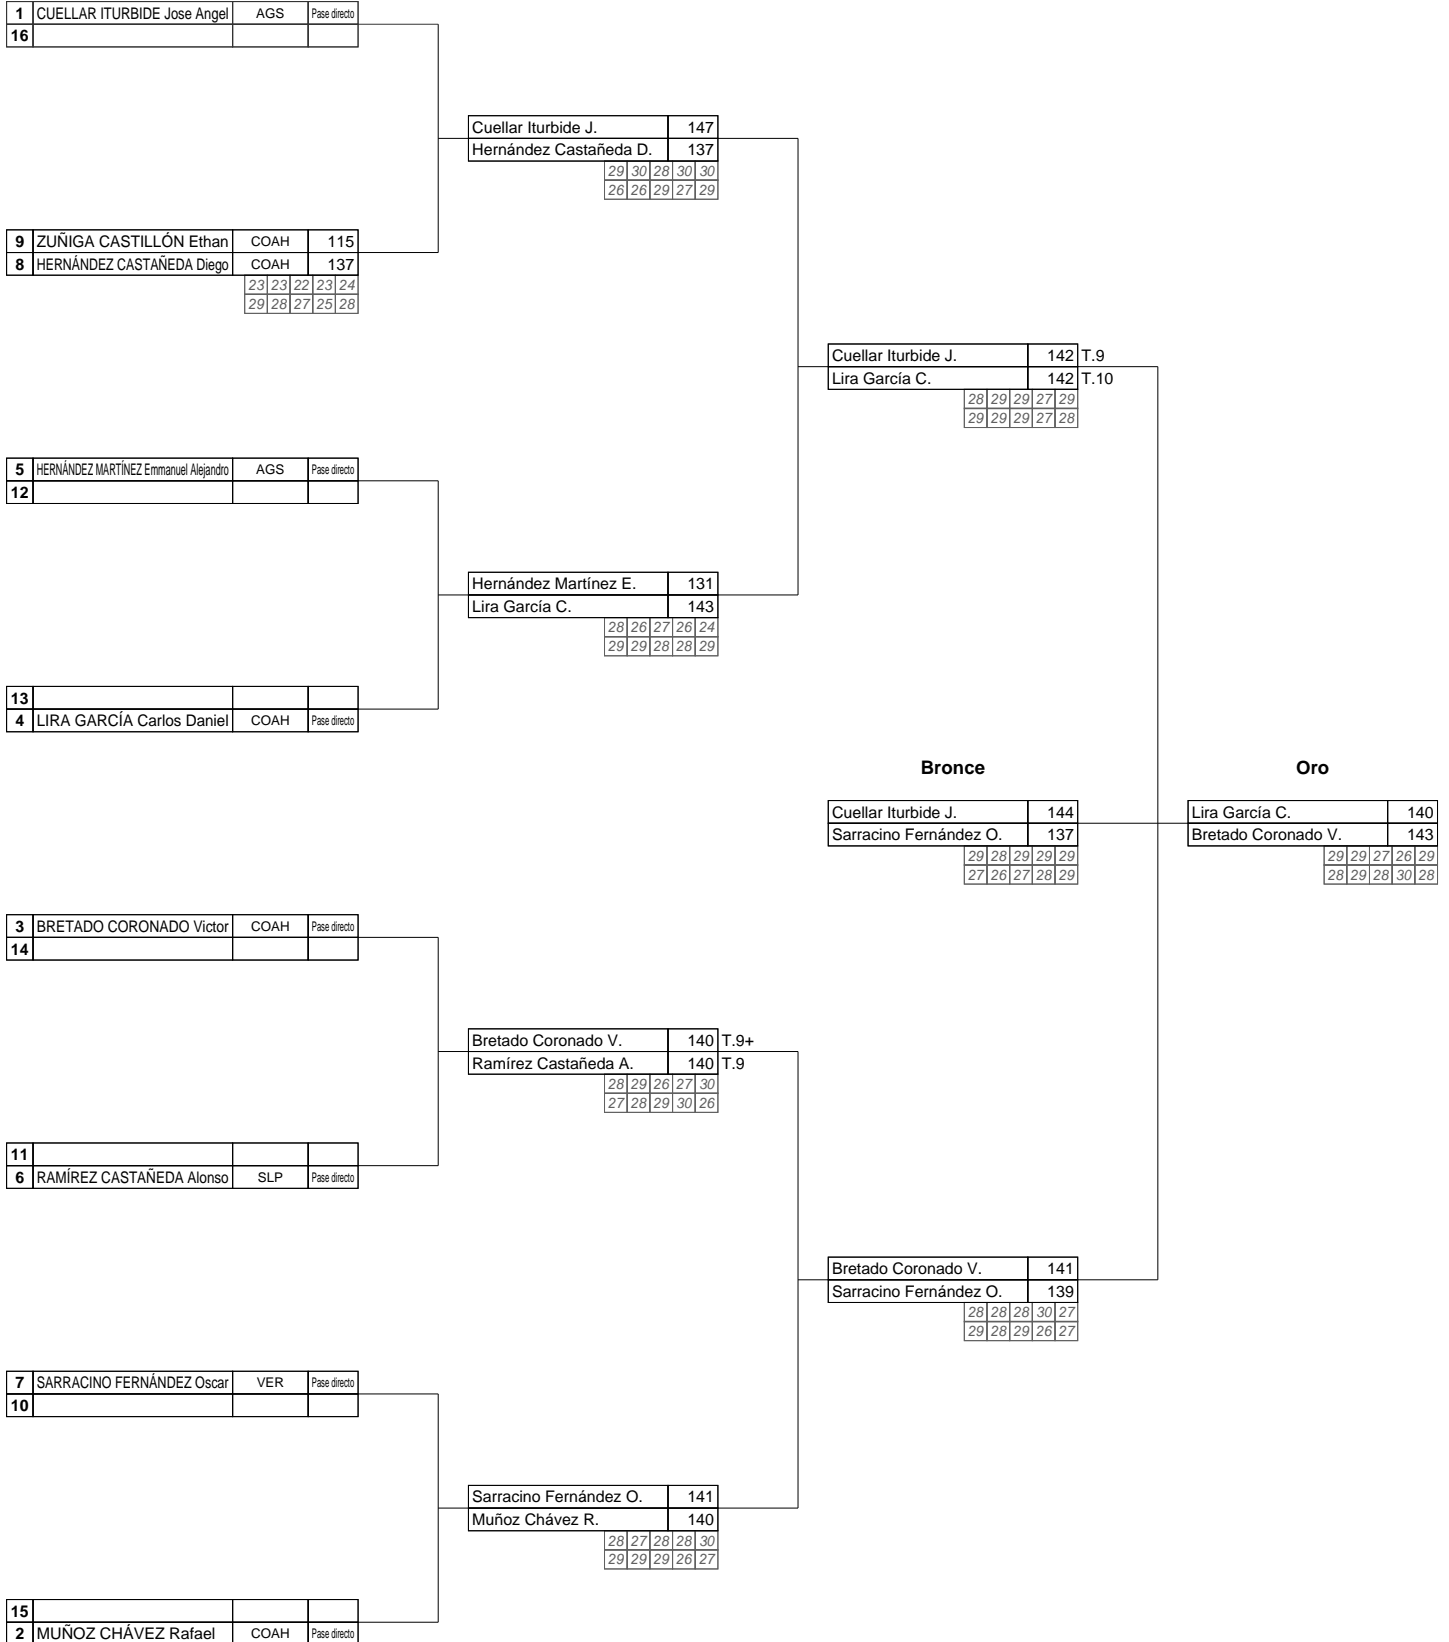 1 CUELLAR ITURBIDE Jose Angel AGS Pase directo
16
Cuellar Iturbide J. 147
Hernández Castañeda D. 137
29 30 28 30 30
26 26 29 27 29
9 ZUÑIGA CASTILLÓN Ethan COAH 115
8 HERNÁNDEZ CASTAÑEDA Diego COAH 137
23 23 22 23 24
29 28 27 25 28
Cuellar Iturbide J. 142 T.9
Lira García C. 142 T.10
28 29 29 27 29
29 29 29 27 28
5 HERNÁNDEZ MARTÍNEZ Emmanuel Alejandro AGS Pase directo
12
Hernández Martínez E. 131
Lira García C. 143
28 26 27 26 24
29 29 28 28 29
13
4 LIRA GARCÍA Carlos Daniel COAH Pase directo
Bronce Oro
Cuellar Iturbide J. 144 Lira García C. 140
Sarracino Fernández O. 137 Bretado Coronado V. 143
29 28 29 29 29 29 29 27 26 29
27 26 27 28 29 28 29 28 30 28
3 BRETADO CORONADO Victor COAH Pase directo
14
Bretado Coronado V. 140 T.9+
Ramírez Castañeda A. 140 T.9
28 29 26 27 30
27 28 29 30 26
11
6 RAMÍREZ CASTAÑEDA Alonso SLP Pase directo
Bretado Coronado V. 141
Sarracino Fernández O. 139
28 28 28 30 27
29 28 29 26 27
7 SARRACINO FERNÁNDEZ Oscar VER Pase directo
10
Sarracino Fernández O. 141
Muñoz Chávez R. 140
28 27 28 28 30
29 29 29 26 27
15
2 MUÑOZ CHÁVEZ Rafael COAH Pase directo